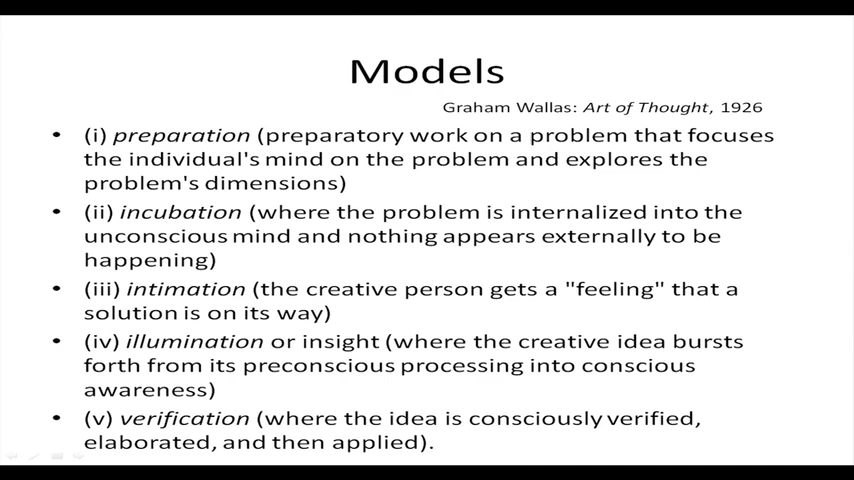 Models
Graham Wallas: Art of Thought, 1926
• (i) preparation (preparatory work on a problem that focuses
the individual's mind on the problem and explores the
problem's dimensions)
• (ii) incubation (where the problem is internalized into the
unconscious mind and nothing appears externally to be
happening)
• (iii) intimation (the creative person gets a "feeling" that a
solution is on its way)
• (iv) illumination or insight (where the creative idea bursts
forth from its preconscious processing into conscious
awareness)
• (v) verification (where the idea is consciously verified,
elaborated, and then applied).